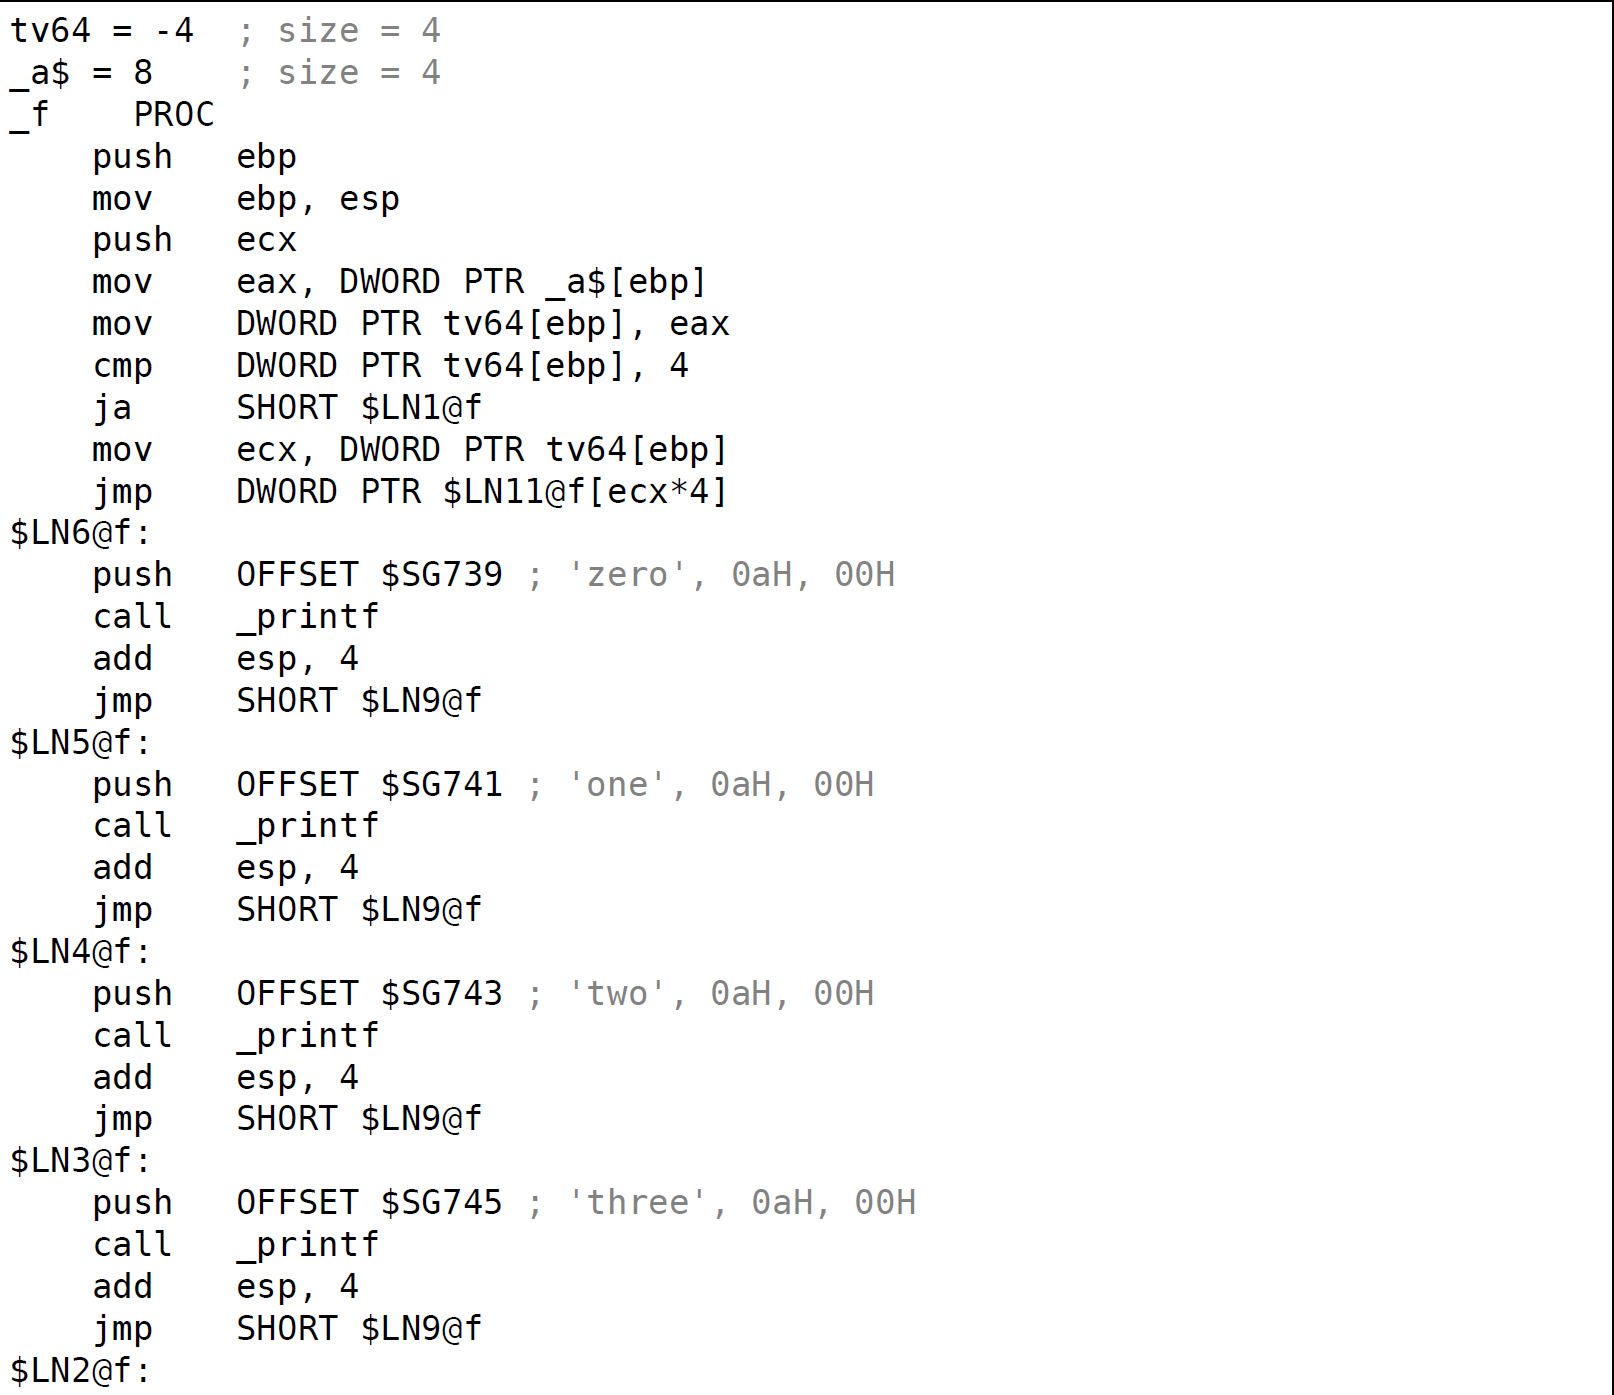 tv64 = -4  ; size = 4
_a$ = 8    ; size = 4
_f    PROC
    push   ebp
    mov    ebp, esp
    push   ecx
    mov    eax, DWORD PTR _a$[ebp]
    mov    DWORD PTR tv64[ebp], eax
    cmp    DWORD PTR tv64[ebp], 4
    ja     SHORT $LN1@f
    mov    ecx, DWORD PTR tv64[ebp]
    jmp    DWORD PTR $LN11@f[ecx*4]
$LN6@f:
    push   OFFSET $SG739 ; 'zero', 0aH, 00H
    call   _printf
    add    esp, 4
    jmp    SHORT $LN9@f
$LN5@f:
    push   OFFSET $SG741 ; 'one', 0aH, 00H
    call   _printf
    add    esp, 4
    jmp    SHORT $LN9@f
$LN4@f:
    push   OFFSET $SG743 ; 'two', 0aH, 00H
    call   _printf
    add    esp, 4
    jmp    SHORT $LN9@f
$LN3@f:
    push   OFFSET $SG745 ; 'three', 0aH, 00H
    call   _printf
    add    esp, 4
    jmp    SHORT $LN9@f
$LN2@f: